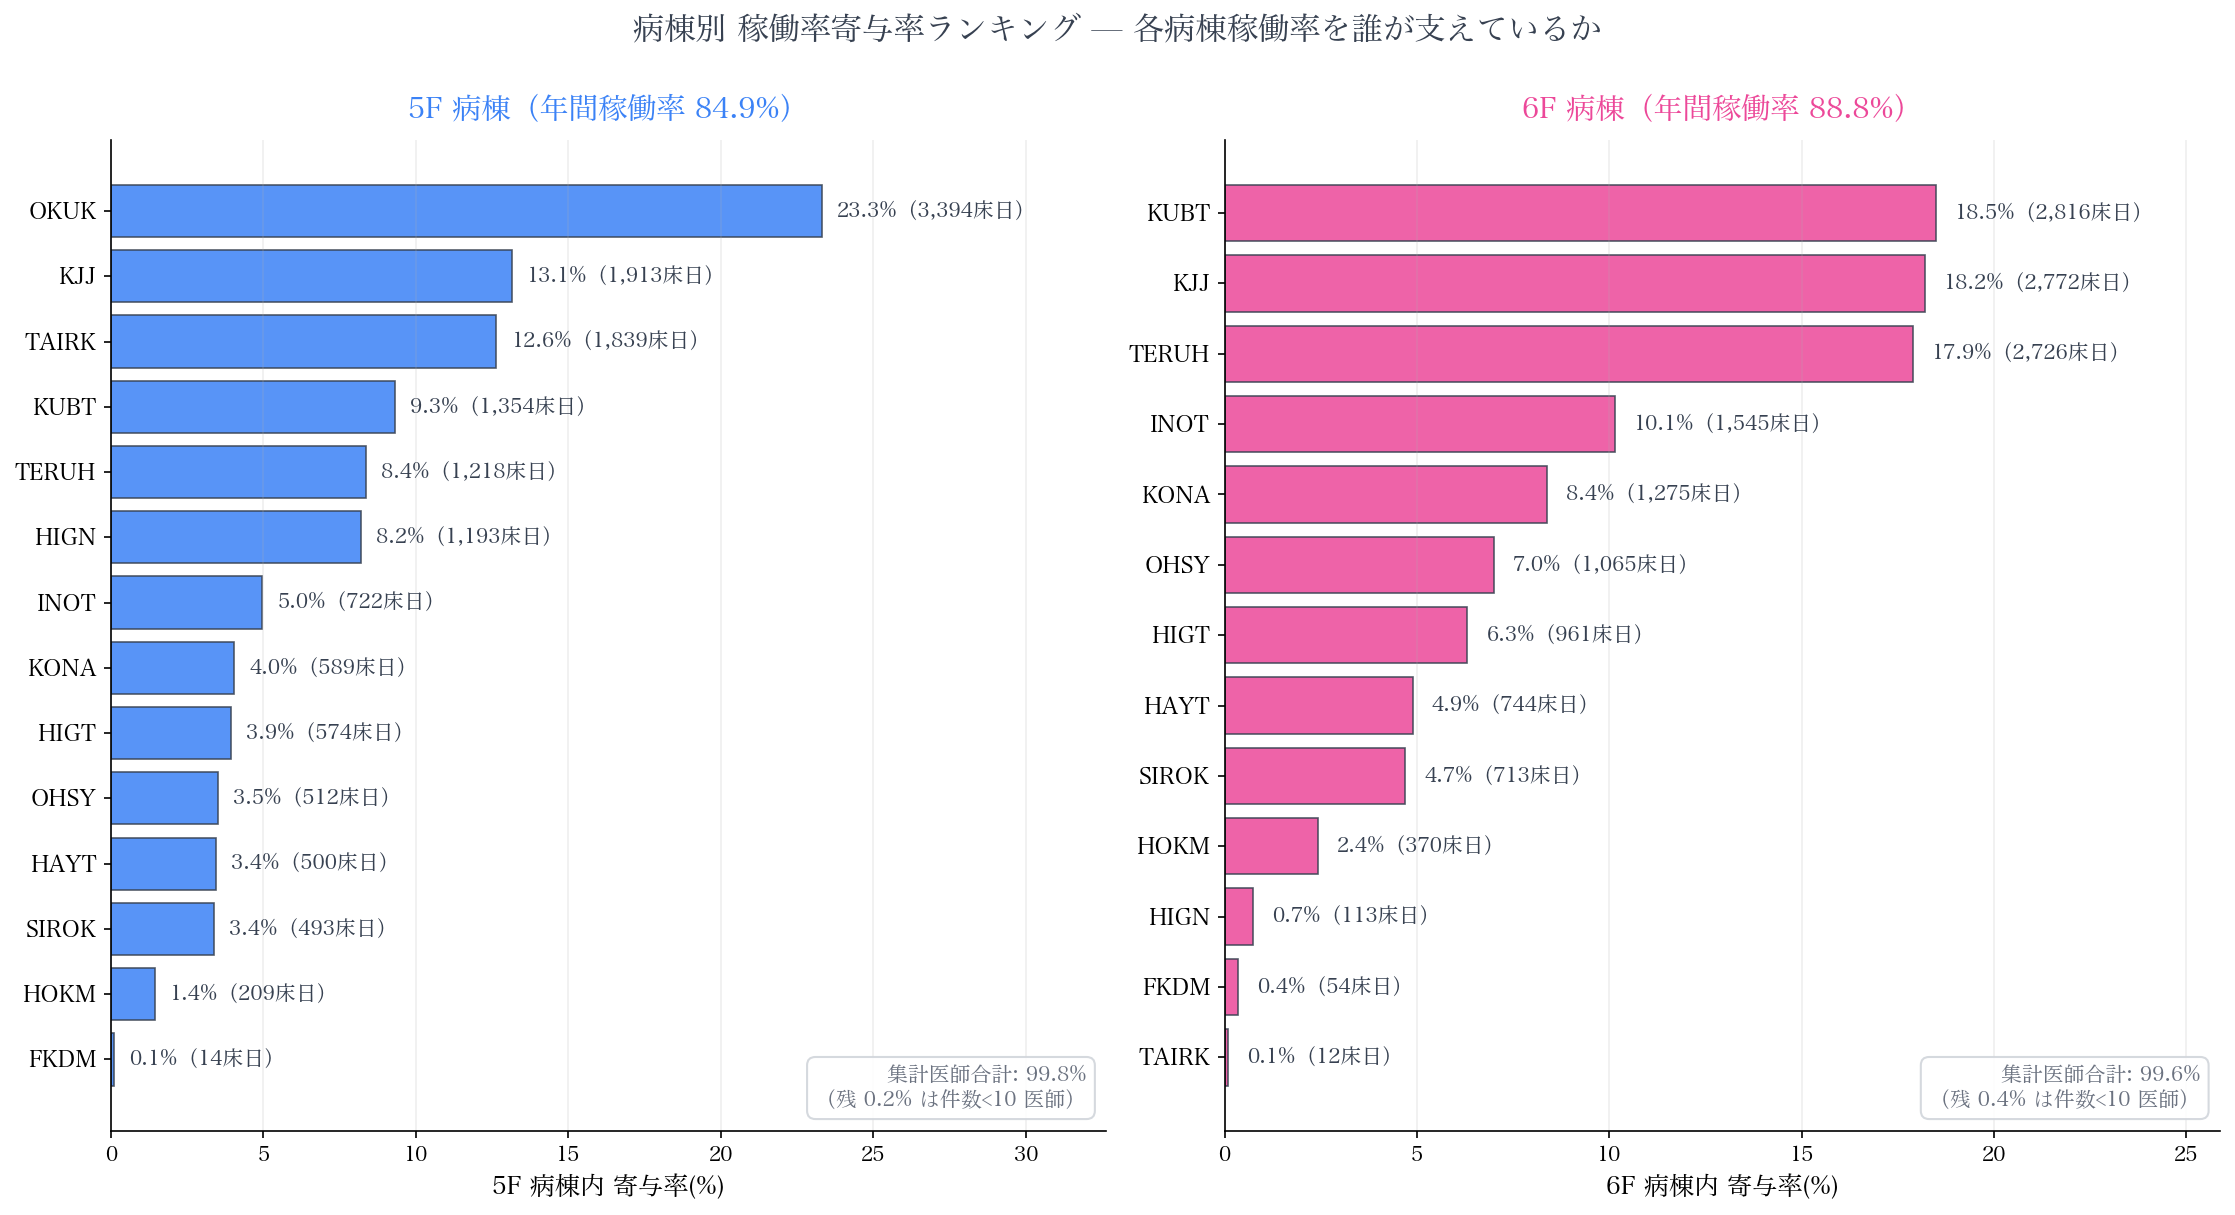 病棟別 稼働率寄与率ランキング — 各病棟稼働率を誰が支えているか
5F 病棟（年間稼働率 84.9%）
OKUK 23.3%（3,394床日）
KJJ 13.1%（1,913床日）
TAIRK 12.6%（1,839床日）
KUBT 9.3%（1,354床日）
TERUH 8.4%（1,218床日）
HIGN 8.2%（1,193床日）
INOT 5.0%（722床日）
KONA 4.0%（589床日）
HIGT 3.9%（574床日）
OHSY 3.5%（512床日）
HAYT 3.4%（500床日）
SIROK 3.4%（493床日）
HOKM 1.4%（209床日）
FKDM 0.1%（14床日）
集計医師合計: 99.8%
（残 0.2% は件数<10 医師）
0 5 10 15 20 25 30
5F 病棟内 寄与率(%)
6F 病棟（年間稼働率 88.8%）
KUBT 18.5%（2,816床日）
KJJ 18.2%（2,772床日）
TERUH 17.9%（2,726床日）
INOT 10.1%（1,545床日）
KONA 8.4%（1,275床日）
OHSY 7.0%（1,065床日）
HIGT 6.3%（961床日）
HAYT 4.9%（744床日）
SIROK 4.7%（713床日）
HOKM 2.4%（370床日）
HIGN 0.7%（113床日）
FKDM 0.4%（54床日）
TAIRK 0.1%（12床日）
集計医師合計: 99.6%
（残 0.4% は件数<10 医師）
0 5 10 15 20 25
6F 病棟内 寄与率(%)